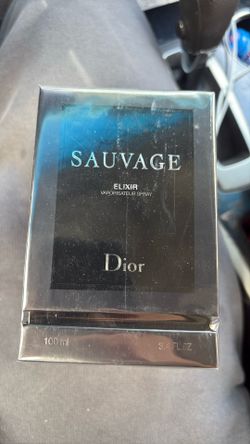 SAUVAGE
ELIXIR
VAPORISATEUR SPRAY
Dior
100 ml 3.4 FL.OZ